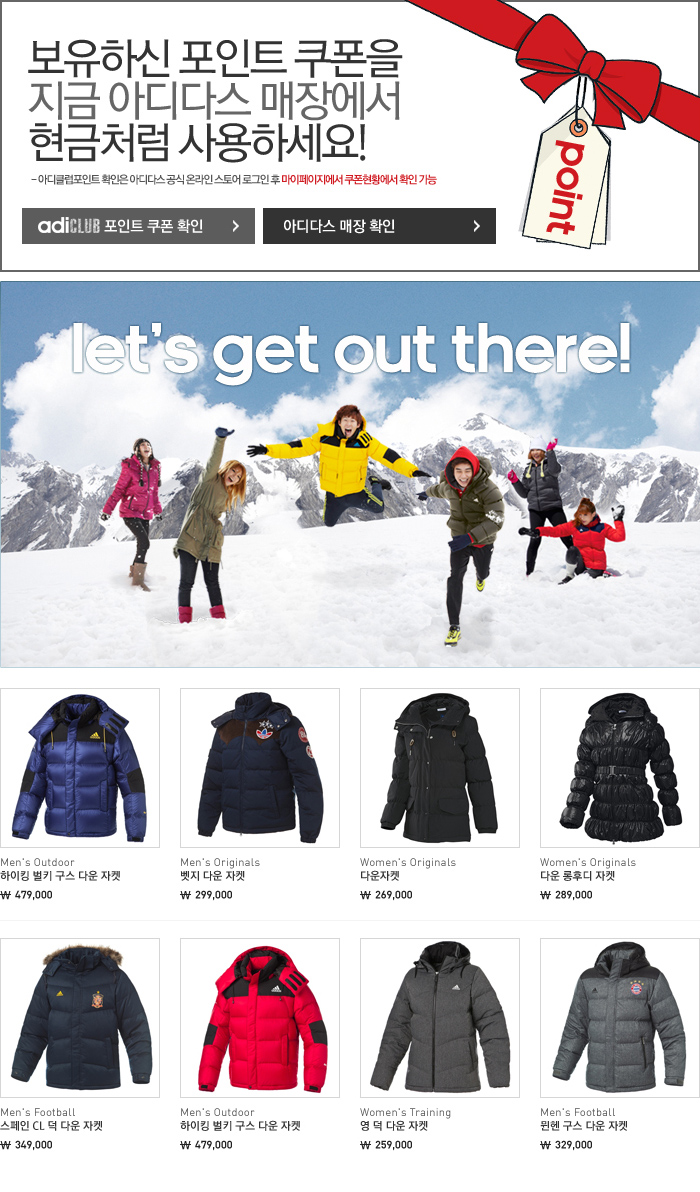 보유하신 포인트 쿠폰을
지금 아디다스 매장에서
현금처럼 사용하세요!
– 아디클럽포인트 확인은 아디다스 공식 온라인 스토어 로그인 후 마이페이지에서 쿠폰현황에서 확인 가능
adiCLUB 포인트 쿠폰 확인
아디다스 매장 확인
point
let's get out there!
Men's Outdoor
하이킹 벌키 구스 다운 자켓
₩ 479,000
Men's Originals
벳지 다운 자켓
₩ 299,000
Women's Originals
다운자켓
₩ 269,000
Women's Originals
다운 롱후디 자켓
₩ 289,000
Men's Football
스페인 CL 덕 다운 자켓
₩ 349,000
Men's Outdoor
하이킹 벌키 구스 다운 자켓
₩ 479,000
Women's Training
영 덕 다운 자켓
₩ 259,000
Men's Football
뮌헨 구스 다운 자켓
₩ 329,000